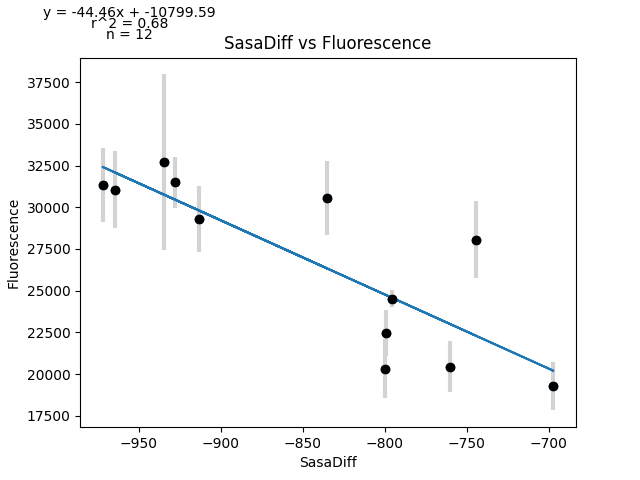 y = -44.46x + -10799.59
r^2 = 0.68
n = 12
SasaDiff vs Fluorescence
37500
35000
32500
30000
27500
25000
22500
20000
17500
Fluorescence
−950
−900
−850
−800
−750
−700
SasaDiff